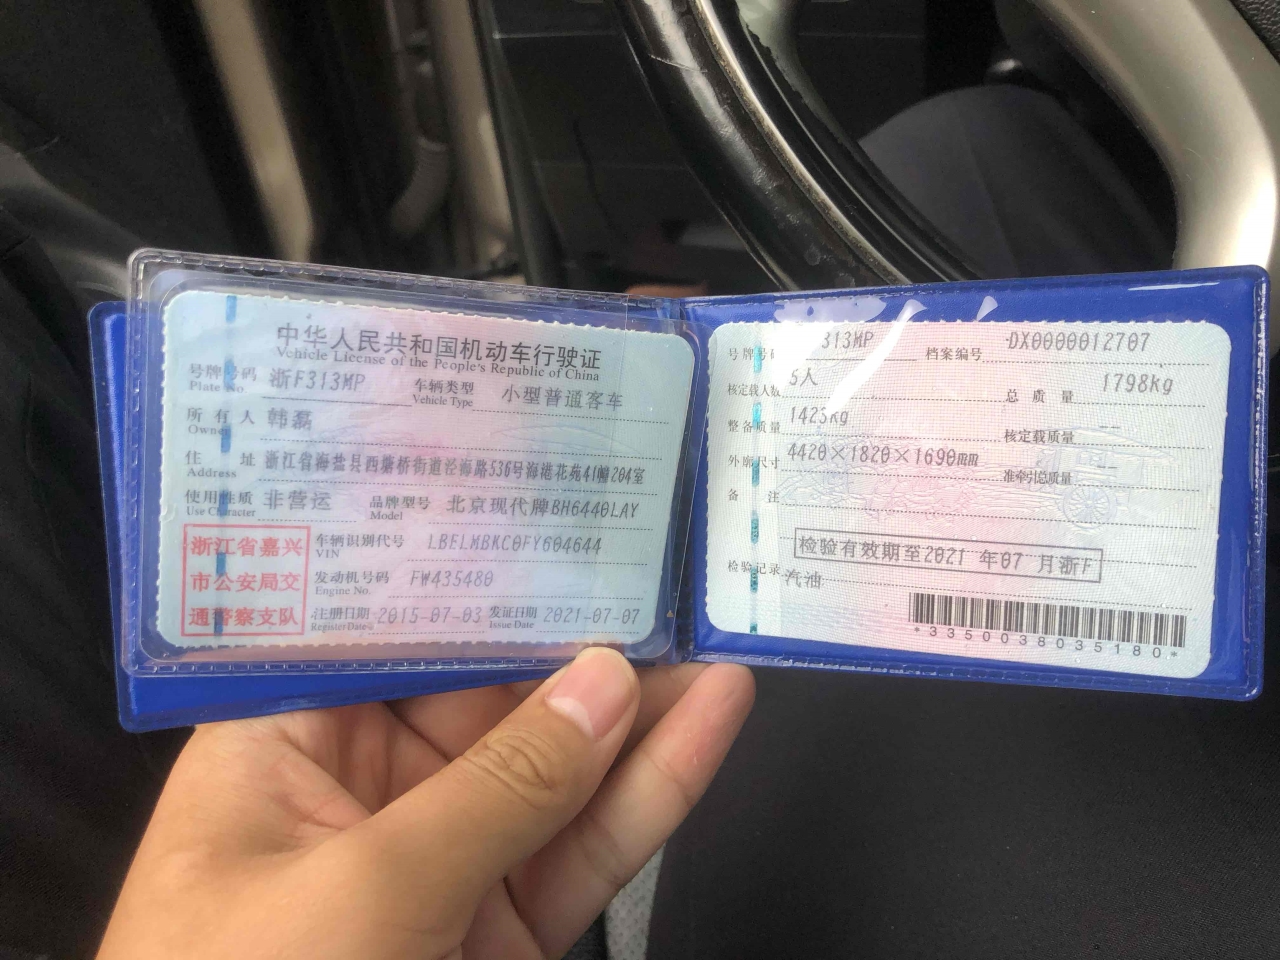 中华人民共和国机动车行驶证
Vehicle License of the People's Republic of China
号牌号码 浙F313MP 车辆类型 小型普通客车
Plate No. Vehicle Type
所有人 韩磊
Owner
住址 浙江省海盐县西塘桥街道泾海路536号海港花苑41幢204室
Address
使用性质 非营运 品牌型号 北京现代牌BH6440LAY
Use Character Model
浙江省嘉兴
市公安局交
通警察支队
车辆识别代号 LBELMBKC0FY604644
VIN
发动机号码 FW435480
Engine No.
注册日期 2015-07-03 发证日期 2021-07-07
Register Date Issue Date
号牌号码 313MP 档案编号 DX0000012707
核定载人数 5人 总质量 1798kg
整备质量 1425kg 核定载质量 --
外廓尺寸 4420×1820×1690mm 准牵引总质量 --
备注
检验有效期至2021 年07 月浙F
检验记录 汽油
*3350038035180*